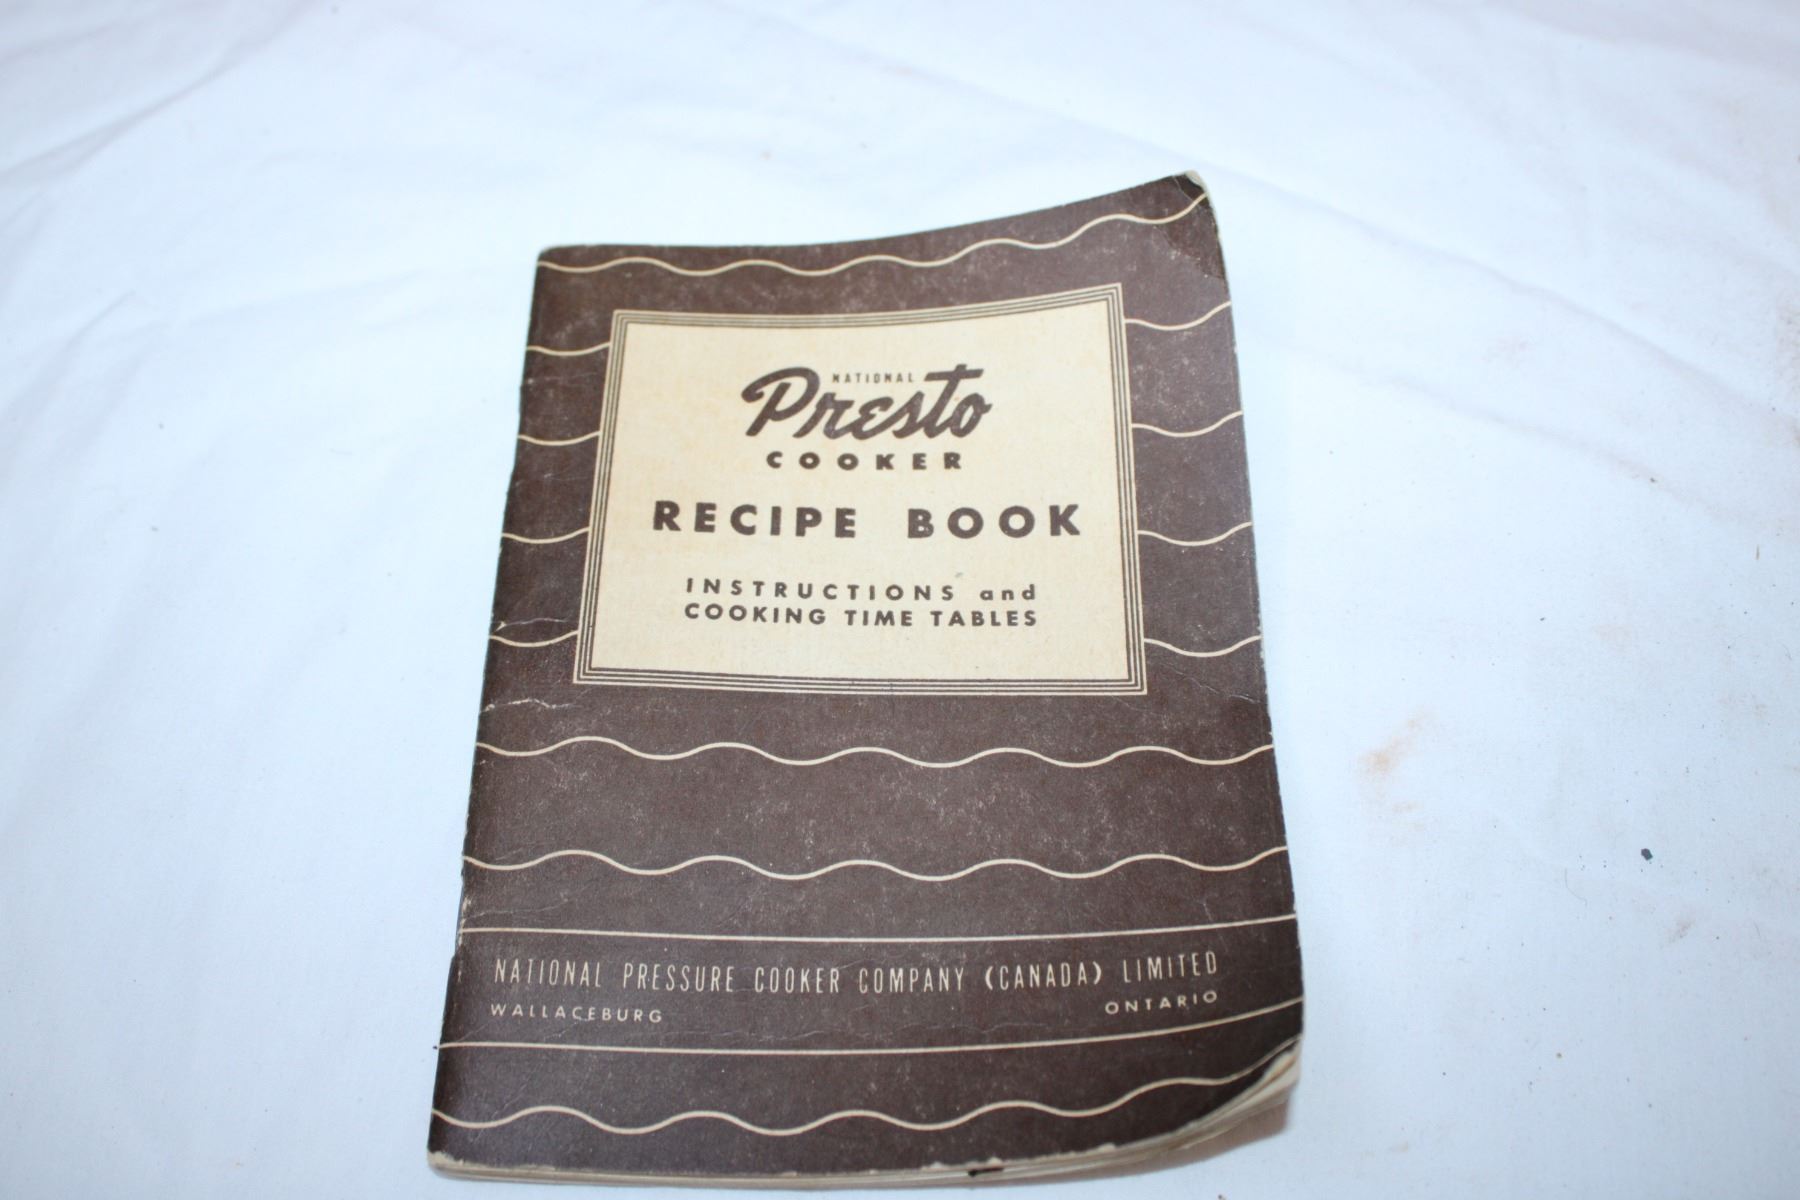 NATIONAL
Presto
COOKER
RECIPE BOOK
INSTRUCTIONS and
COOKING TIME TABLES
NATIONAL PRESSURE COOKER COMPANY (CANADA) LIMITED
WALLACEBURG ONTARIO